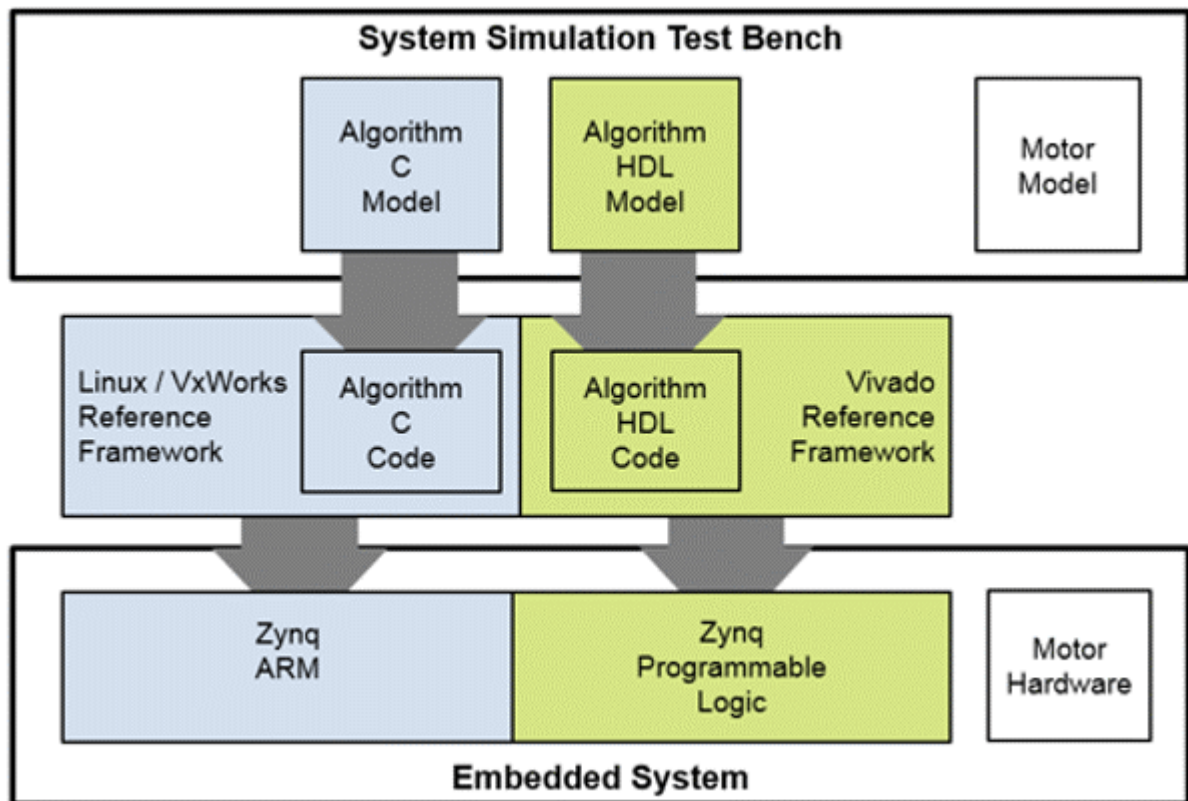 System Simulation Test Bench
Algorithm
C
Model
Algorithm
HDL
Model
Motor
Model
Linux / VxWorks
Reference
Framework
Algorithm
C
Code
Algorithm
HDL
Code
Vivado
Reference
Framework
Zynq
ARM
Zynq
Programmable
Logic
Motor
Hardware
Embedded System